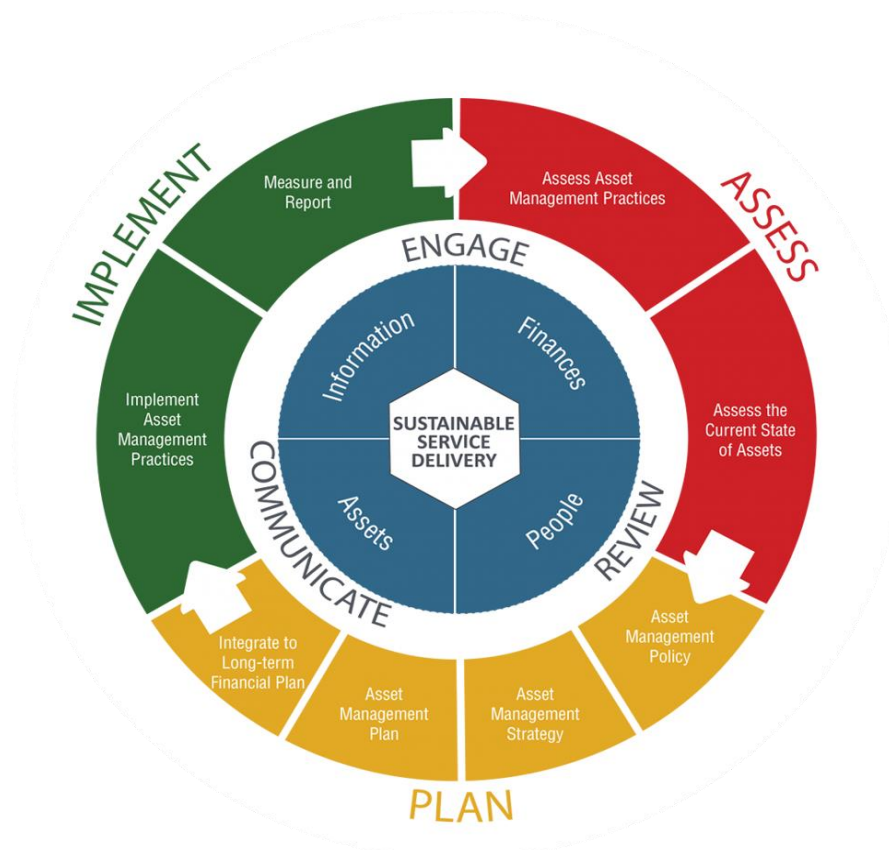 IMPLEMENT
Measure and
Report
Assess Asset
Management Practices
ASSESS
ENGAGE
Information
Finances
Implement
Asset
Management
Practices
SUSTAINABLE
SERVICE
DELIVERY
Assess the
Current State
of Assets
COMMUNICATE
Assets
People
REVIEW
Integrate to
Long-term
Financial Plan
Asset
Management
Plan
Asset
Management
Strategy
Asset
Management
Policy
PLAN